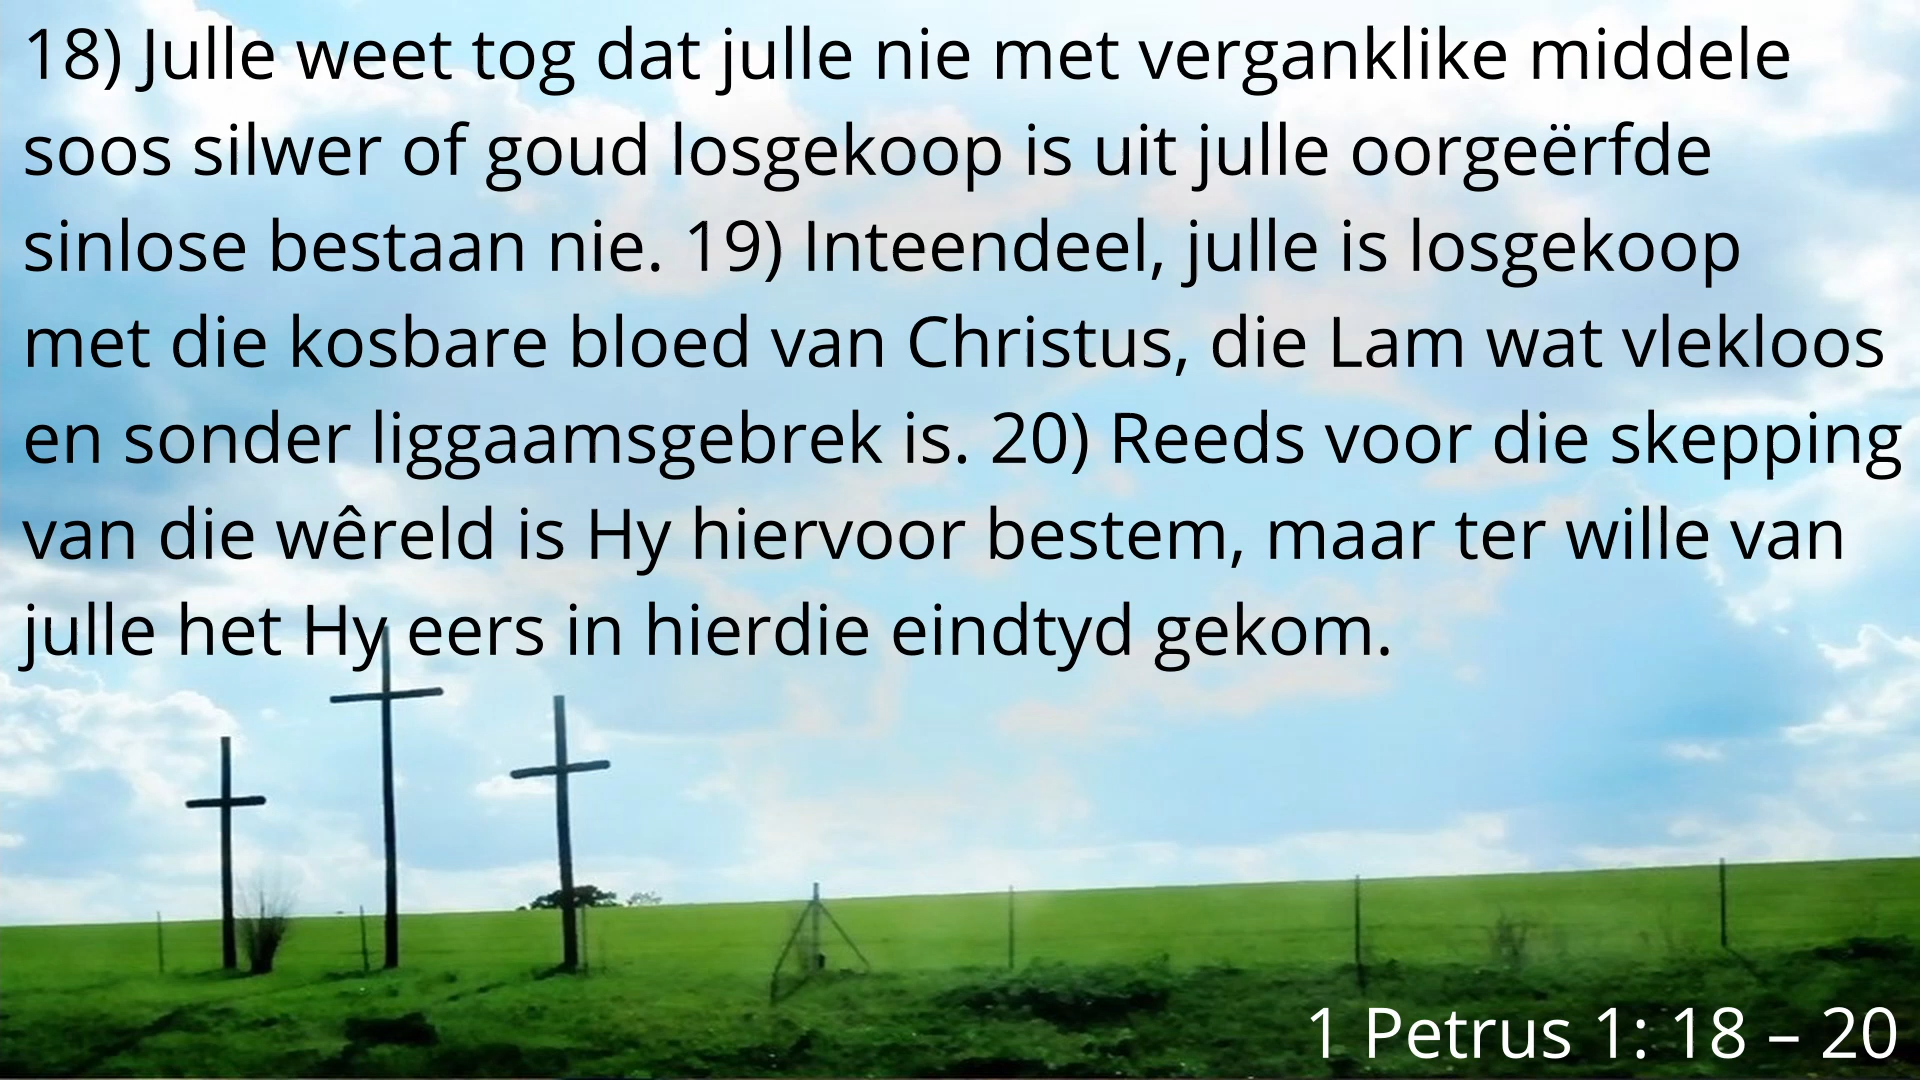 18) Julle weet tog dat julle nie met verganklike middele
soos silwer of goud losgekoop is uit julle oorgeërfde
sinlose bestaan nie. 19) Inteendeel, julle is losgekoop
met die kosbare bloed van Christus, die Lam wat vlekloos
en sonder liggaamsgebrek is. 20) Reeds voor die skepping
van die wêreld is Hy hiervoor bestem, maar ter wille van
julle het Hy eers in hierdie eindtyd gekom.
1 Petrus 1: 18 – 20